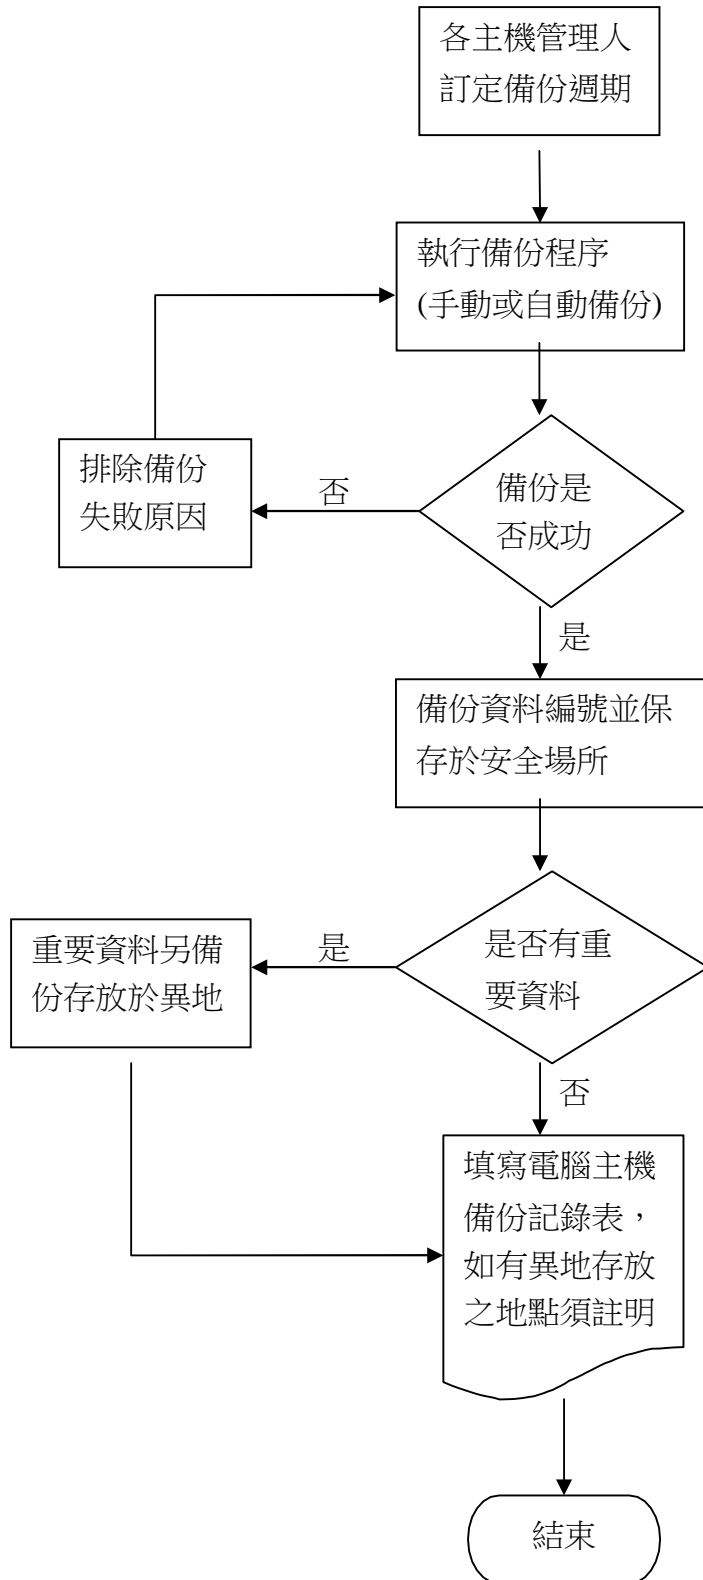 各主機管理人
訂定備份週期
執行備份程序
(手動或自動備份)
排除備份
失敗原因
否
備份是
否成功
是
備份資料編號並保
存於安全場所
重要資料另備
份存放於異地
是
是否有重
要資料
否
填寫電腦主機
備份記錄表，
如有異地存放
之地點須註明
結束